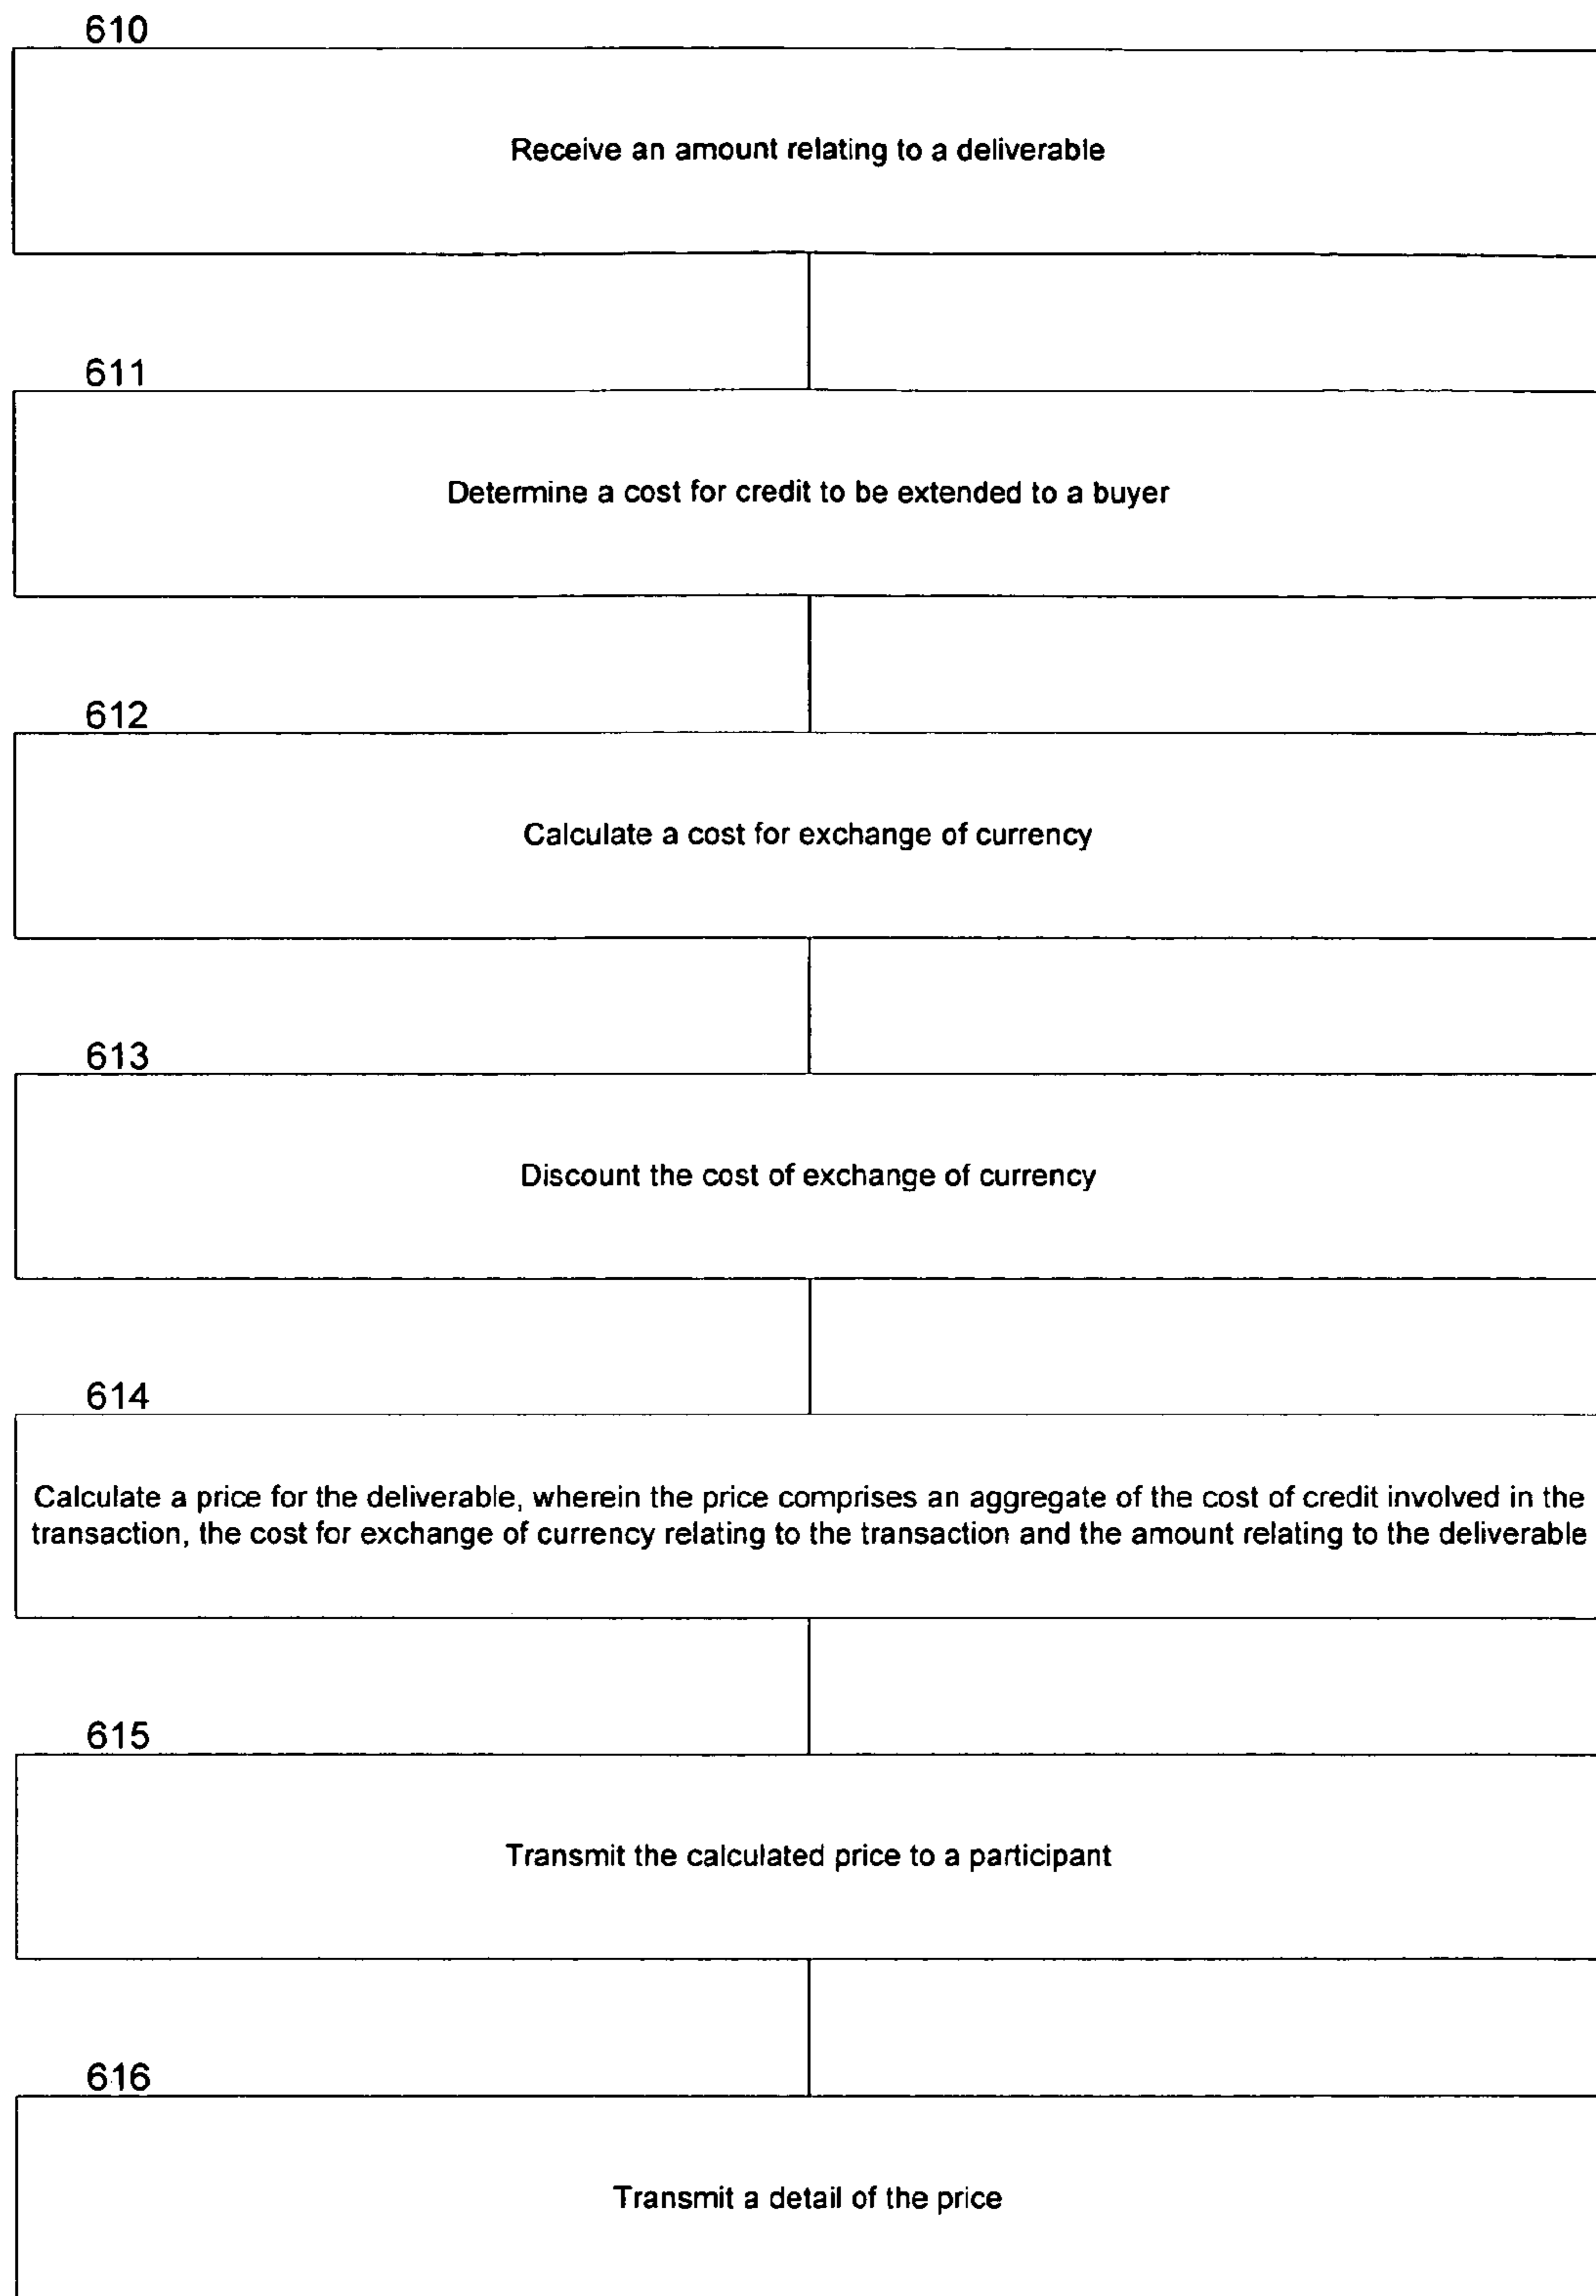 610
Receive an amount relating to a deliverable
611
Determine a cost for credit to be extended to a buyer
612
Calculate a cost for exchange of currency
613
Discount the cost of exchange of currency
614
Calculate a price for the deliverable, wherein the price comprises an aggregate of the cost of credit involved in the
transaction, the cost for exchange of currency relating to the transaction and the amount relating to the deliverable
615
Transmit the calculated price to a participant
616
Transmit a detail of the price